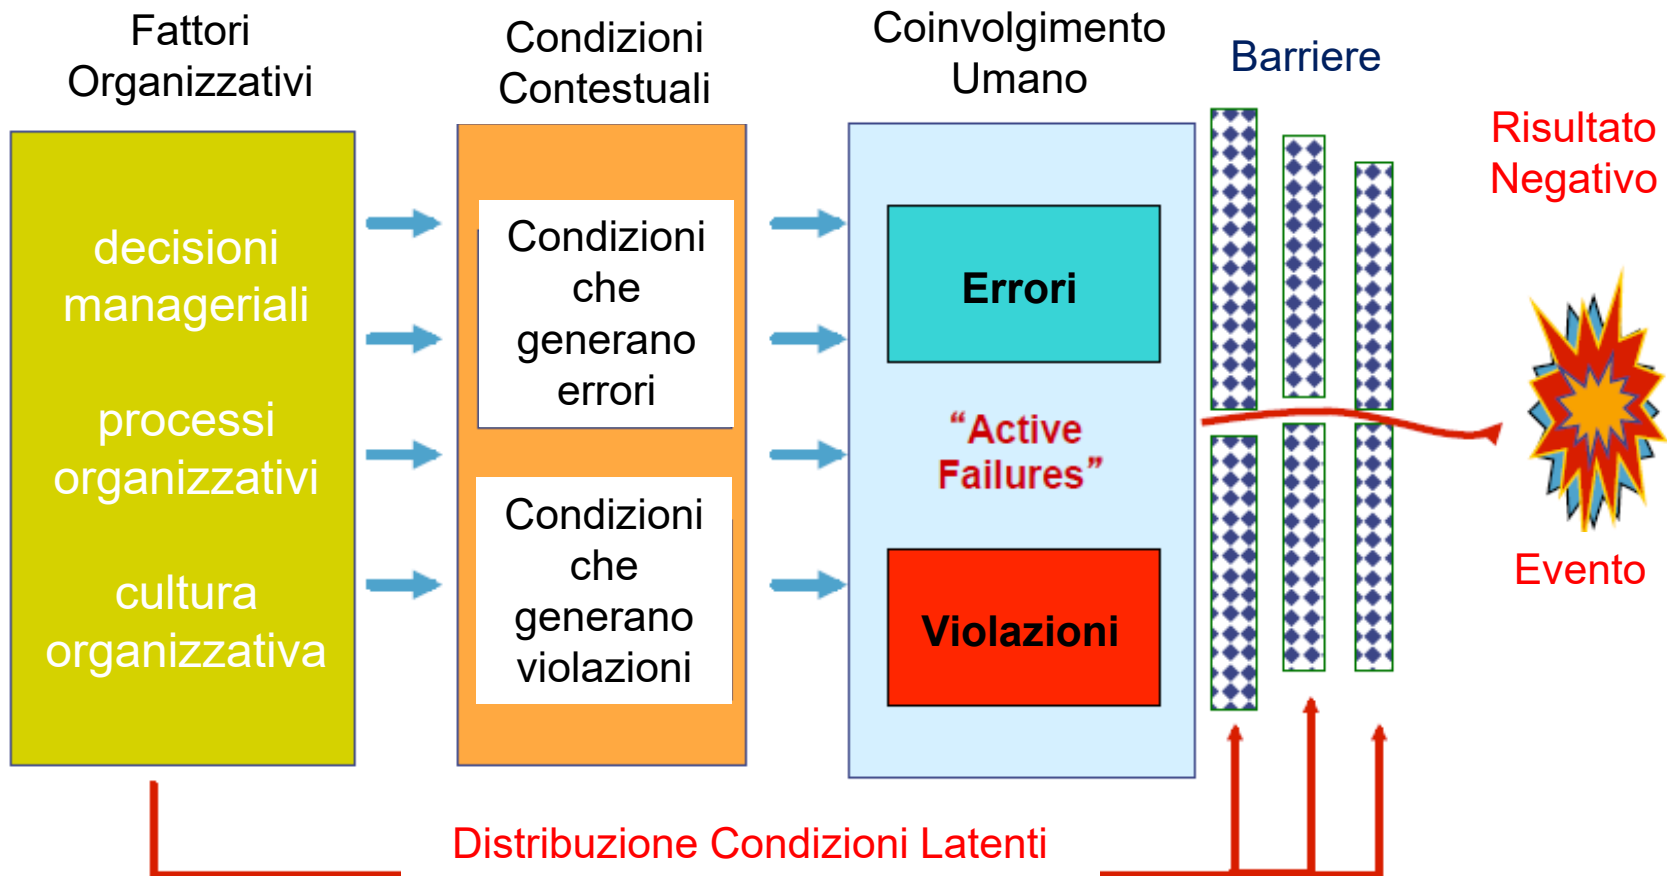 Fattori
Organizzativi
Condizioni
Contestuali
Coinvolgimento
Umano
Barriere
Risultato
Negativo
decisioni
manageriali
processi
organizzativi
cultura
organizzativa
Condizioni
che
generano
errori
Condizioni
che
generano
violazioni
Errori
“Active
Failures”
Violazioni
Evento
Distribuzione Condizioni Latenti